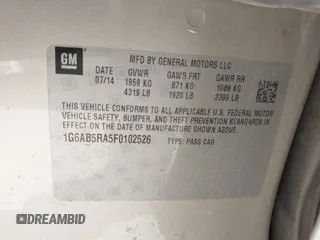 GM
MFD BY GENERAL MOTORS LLC
DATE GVWR GAWR FRT GAWR RR
07/14 1959 KG 871 KG 1088 KG
4319 LB 1920 LB 2399 LB
THIS VEHICLE CONFORMS TO ALL APPLICABLE U.S. FEDERAL MOTOR
VEHICLE SAFETY, BUMPER, AND THEFT PREVENTION STANDARDS
IN EFFECT ON THE DATE OF MANUFACTURE SHOWN ABOVE.
1G6AB5RA5F0102526 TYPE: PASS CAR
DREAMBID